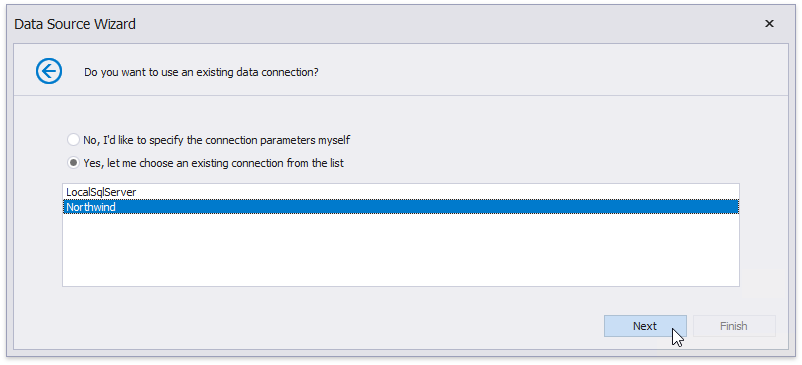 Data Source Wizard
Do you want to use an existing data connection?
No, I'd like to specify the connection parameters myself
Yes, let me choose an existing connection from the list
LocalSqlServer
Northwind
Next
Finish